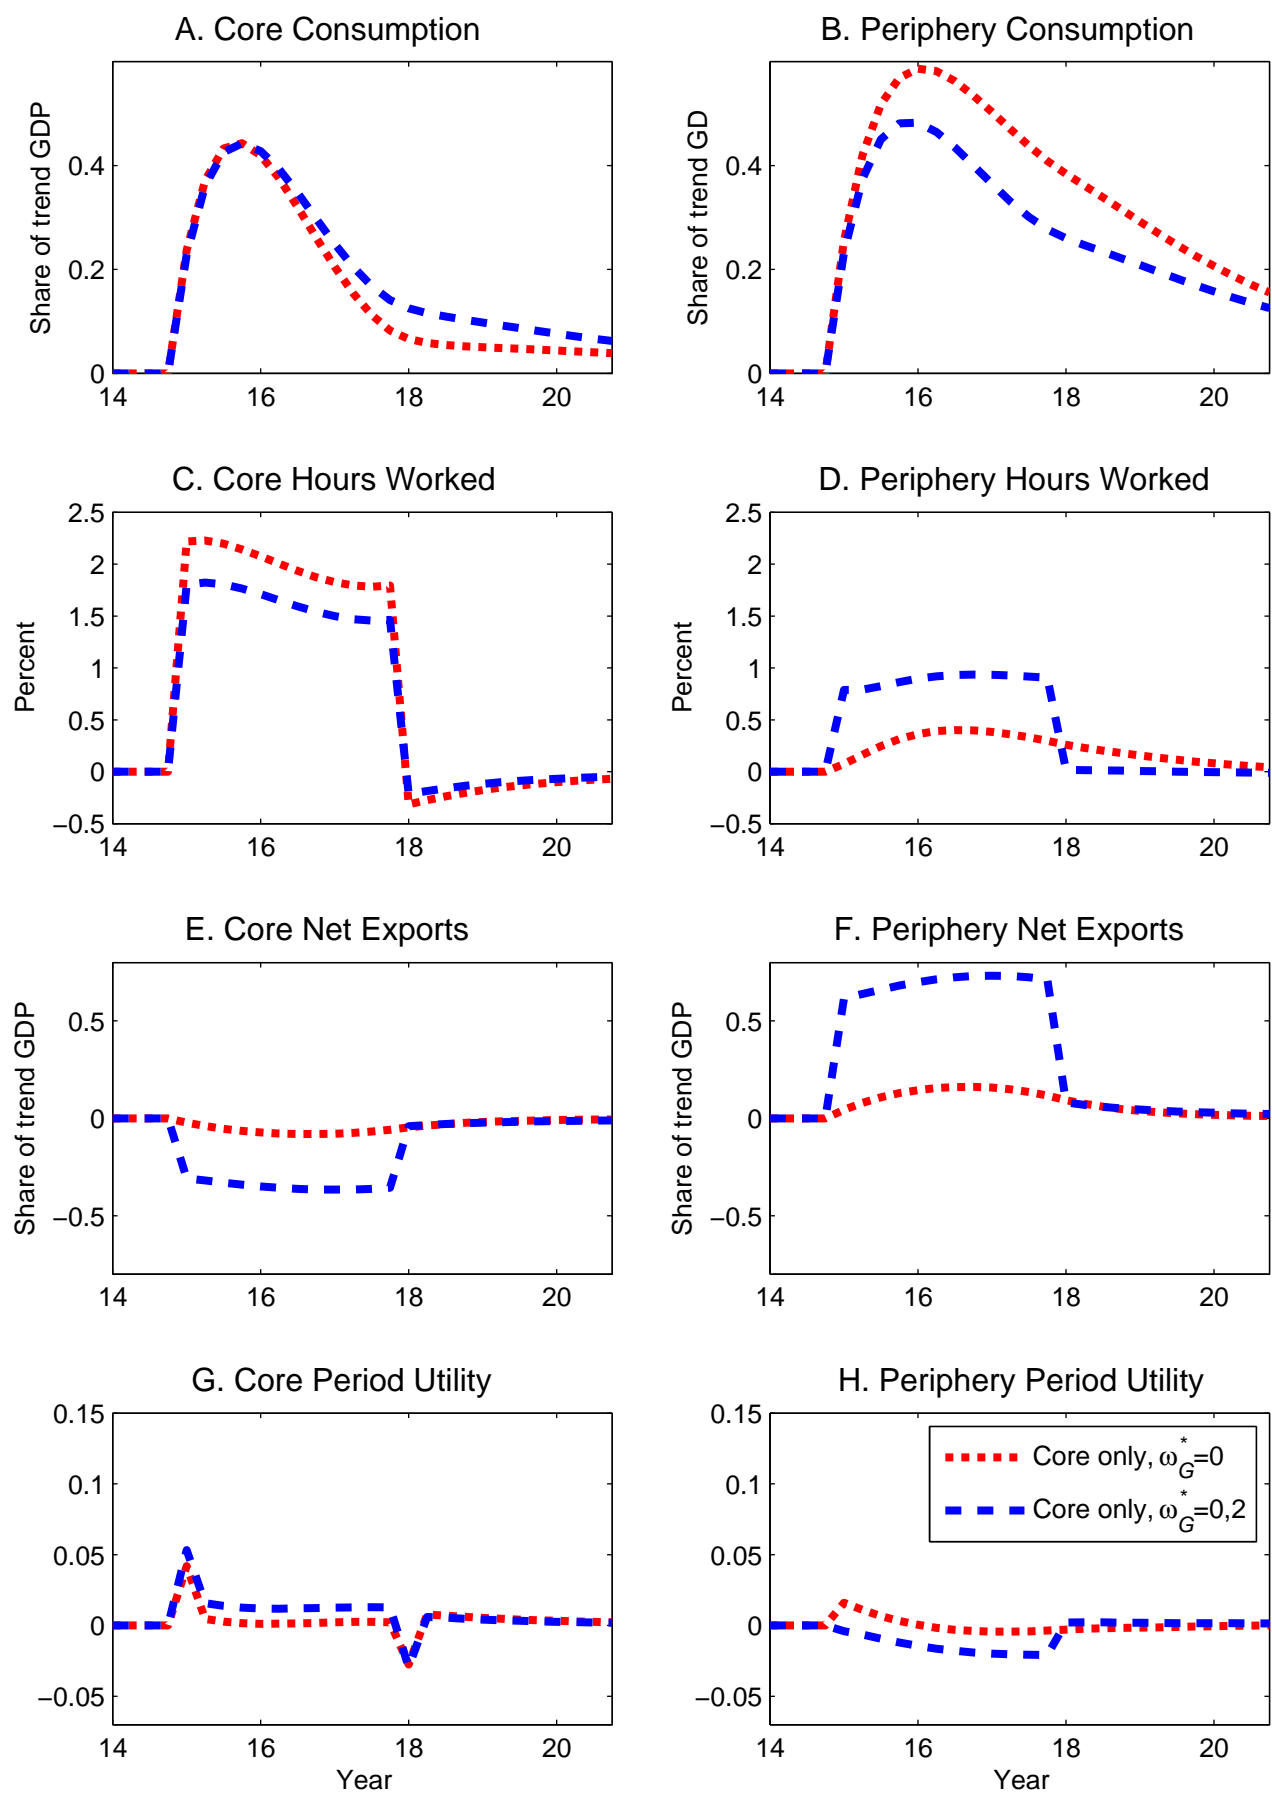 A. Core Consumption
Share of trend GDP
0.4
0.2
0
14 16 18 20
B. Periphery Consumption
Share of trend GD
0.4
0.2
0
14 16 18 20
C. Core Hours Worked
Percent
2.5
2
1.5
1
0.5
0
−0.5
14 16 18 20
D. Periphery Hours Worked
Percent
2.5
2
1.5
1
0.5
0
−0.5
14 16 18 20
E. Core Net Exports
Share of trend GDP
0.5
0
−0.5
14 16 18 20
F. Periphery Net Exports
Share of trend GDP
0.5
0
−0.5
14 16 18 20
G. Core Period Utility
0.15
0.1
0.05
0
−0.05
14 16 18 20
Year
H. Periphery Period Utility
0.15
0.1
0.05
0
−0.05
Core only, ω*G=0
Core only, ω*G=0,2
14 16 18 20
Year